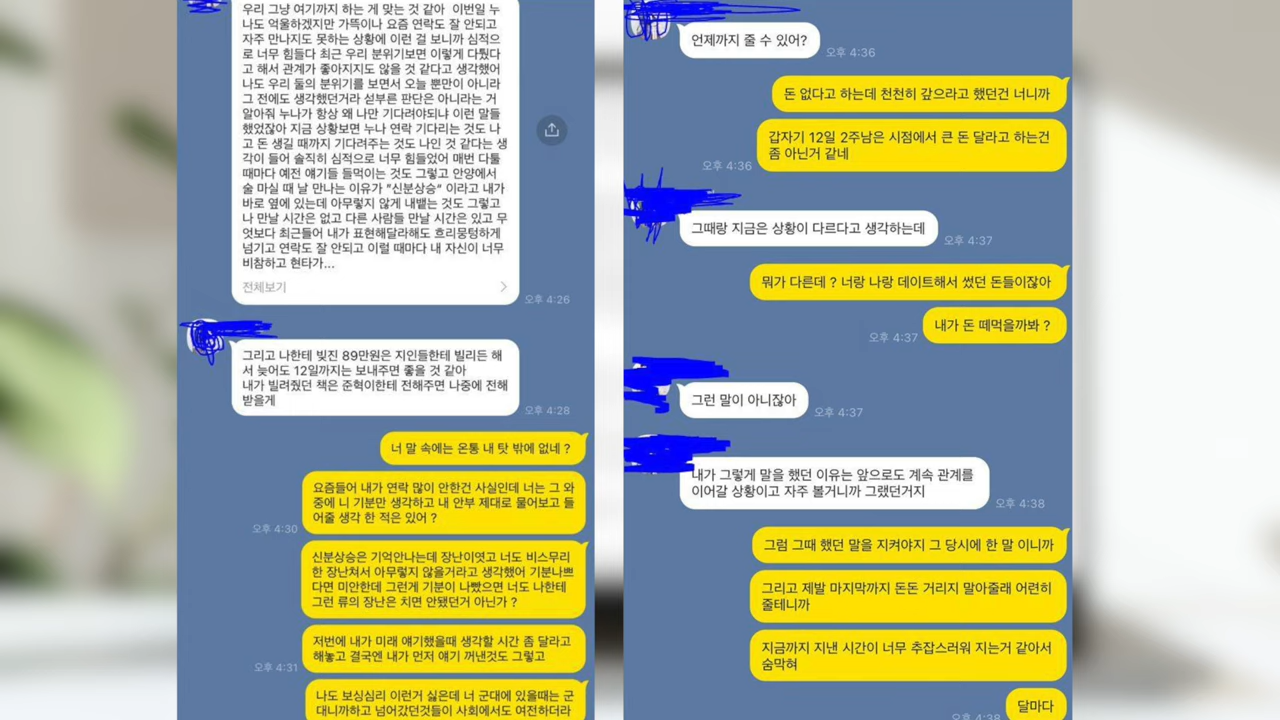 우리 그냥 여기까지 하는 게 맞는 것 같아 이번일 누
나도 억울하겠지만 가뜩이나 요즘 연락도 잘 안되고
자주 만나지도 못하는 상황에 이런 걸 보니까 심적으
로 너무 힘들다 최근 우리 분위기보면 이렇게 다퉜다
고 해서 관계가 좋아지지도 않을 것 같다고 생각했어
나도 우리 둘의 분위기를 보면서 오늘 뿐만이 아니라
그 전에도 생각했던거라 섣부른 판단은 아니라는 거
알아줘 누나가 항상 왜 나만 기다려야되냐 이런 말들
했었잖아 지금 상황보면 누나 연락 기다리는 것도 나
고 돈 생길 때까지 기다려주는 것도 나인 것 같다는 생
각이 들어 솔직히 심적으로 너무 힘들었어 매번 다툴
때마다 예전 얘기들 들먹이는 것도 그렇고 안양에서
술 마실 때 날 만나는 이유가 "신분상승" 이라고 내가
바로 옆에 있는데 아무렇지 않게 내뱉는 것도 그렇고
나 만날 시간은 없고 다른 사람들 만날 시간은 있고 무
엇보다 최근들어 내가 표현해달라해도 흐리뭉텅하게
넘기고 연락도 잘 안되고 이럴 때마다 내 자신이 너무
비참하고 현타가...
전체보기
오후 4:26
그리고 나한테 빚진 89만원은 지인들한테 빌리든 해
서 늦어도 12일까지는 보내주면 좋을 것 같아
내가 빌려줬던 책은 준혁이한테 전해주면 나중에 전해
받을게
오후 4:28
너 말 속에는 온통 내 탓 밖에 없네 ?
요즘들어 내가 연락 많이 안한건 사실인데 너는 그 와
중에 니 기분만 생각하고 내 안부 제대로 물어보고 들
어줄 생각 한 적은 있어 ?
오후 4:30
신분상승은 기억안나는데 장난이엿고 너도 비스무리
한 장난쳐서 아무렇지 않을거라고 생각했어 기분나쁘
다면 미안한데 그런게 기분이 나빴으면 너도 나한테
그런 류의 장난은 치면 안됐던거 아닌가 ?
저번에 내가 미래 얘기했을때 생각할 시간 좀 달라고
해놓고 결국엔 내가 먼저 얘기 꺼낸것도 그렇고
오후 4:31
나도 보싱심리 이런거 싫은데 너 군대에 있을때는 군
대니까하고 넘어갔던것들이 사회에서도 여전하더라
언제까지 줄 수 있어?
오후 4:36
돈 없다고 하는데 천천히 갚으라고 했던건 너니까
갑자기 12일 2주남은 시점에서 큰 돈 달라고 하는건
좀 아닌거 같네
오후 4:36
그때랑 지금은 상황이 다르다고 생각하는데
오후 4:37
뭐가 다른데 ? 너랑 나랑 데이트해서 썼던 돈들이잖아
내가 돈 떼먹을까봐 ?
오후 4:37
그런 말이 아니잖아
오후 4:37
내가 그렇게 말을 했던 이유는 앞으로도 계속 관계를
이어갈 상황이고 자주 볼거니까 그랬던거지
오후 4:38
그럼 그때 했던 말을 지켜야지 그 당시에 한 말 이니까
그리고 제발 마지막까지 돈돈 거리지 말아줄래 어련히
줄테니까
지금까지 지낸 시간이 너무 추잡스러워 지는거 같아서
숨막혀
달마다
오후 4:38